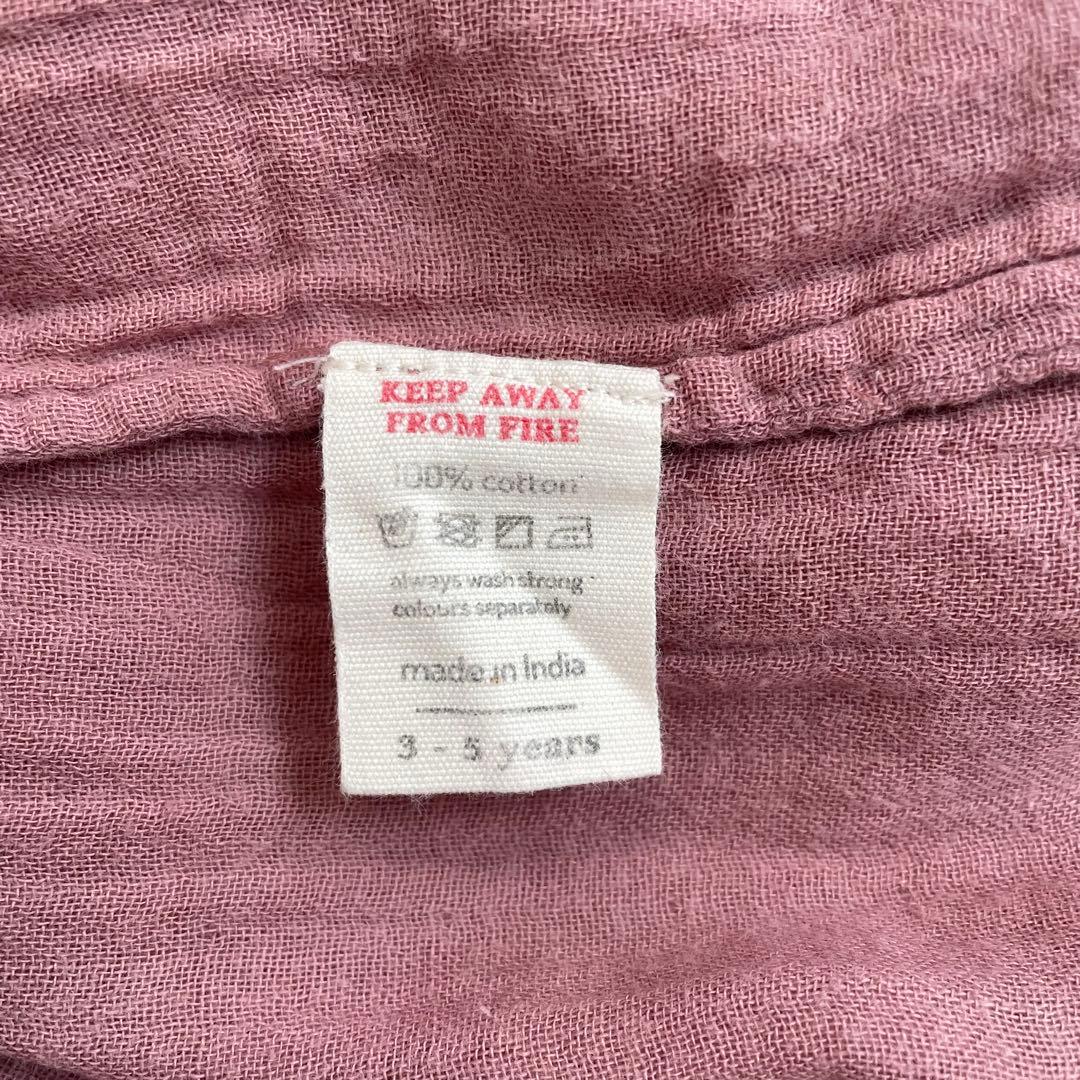 KEEP AWAY
FROM FIRE
100% cotton
always wash strong
colours separately
made in India
3 - 5 years